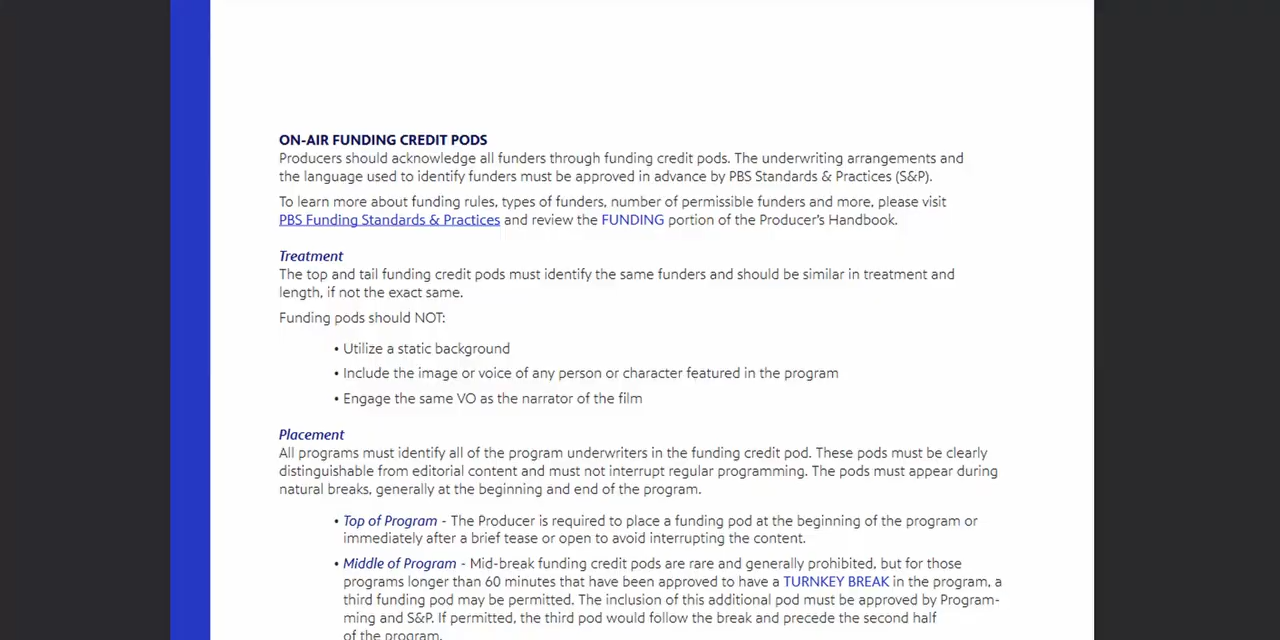 ON-AIR FUNDING CREDIT PODS
Producers should acknowledge all funders through funding credit pods. The underwriting arrangements and
the language used to identify funders must be approved in advance by PBS Standards & Practices (S&P).
To learn more about funding rules, types of funders, number of permissible funders and more, please visit
PBS Funding Standards & Practices and review the FUNDING portion of the Producer's Handbook.
Treatment
The top and tail funding credit pods must identify the same funders and should be similar in treatment and
length, if not the exact same.
Funding pods should NOT:
• Utilize a static background
• Include the image or voice of any person or character featured in the program
• Engage the same VO as the narrator of the film
Placement
All programs must identify all of the program underwriters in the funding credit pod. These pods must be clearly
distinguishable from editorial content and must not interrupt regular programming. The pods must appear during
natural breaks, generally at the beginning and end of the program.
• Top of Program - The Producer is required to place a funding pod at the beginning of the program or
immediately after a brief tease or open to avoid interrupting the content.
• Middle of Program - Mid-break funding credit pods are rare and generally prohibited, but for those
programs longer than 60 minutes that have been approved to have a TURNKEY BREAK in the program, a
third funding pod may be permitted. The inclusion of this additional pod must be approved by Program-
ming and S&P. If permitted, the third pod would follow the break and precede the second half
of the program.